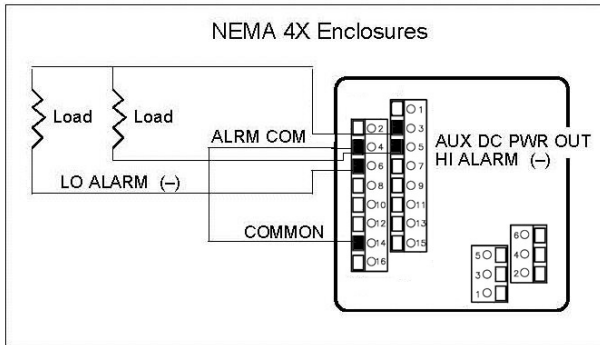 NEMA 4X Enclosures
Load
Load
ALRM COM
LO ALARM (–)
COMMON
AUX DC PWR OUT
HI ALARM (–)
2
4
6
8
10
12
14
16
1
3
5
7
9
11
13
15
5
3
1
6
4
2